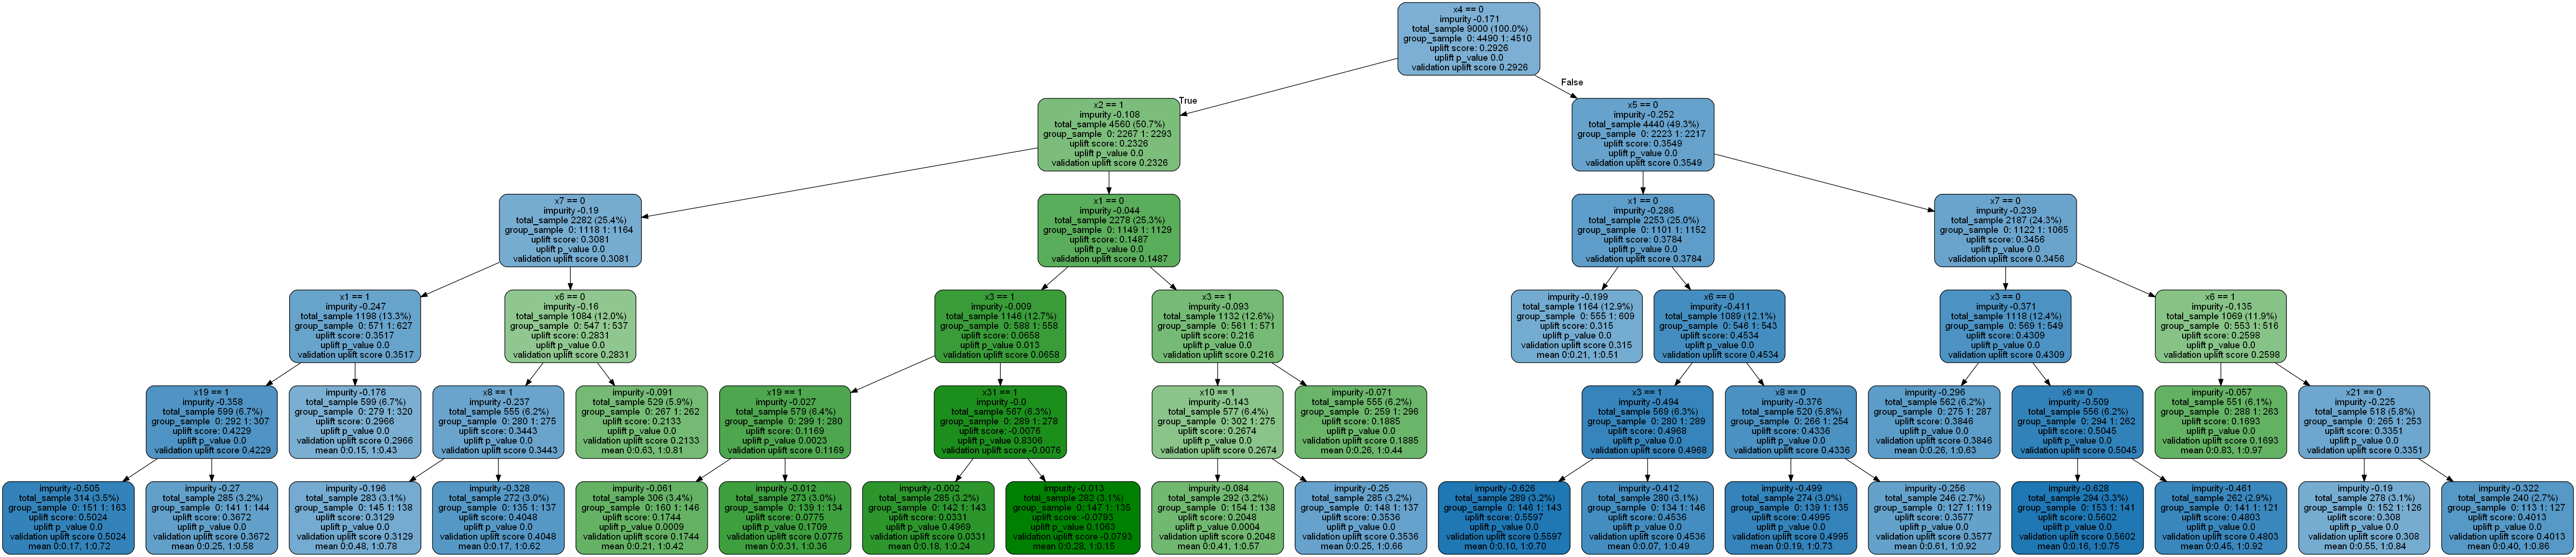 x4 == 0
impurity -0.171
total_sample 9000 (100.0%)
group_sample 0: 4490 1: 4510
uplift score: 0.2926
uplift p_value 0.0
validation uplift score 0.2926
True
False
x2 == 1
impurity -0.108
total_sample 4560 (50.7%)
group_sample 0: 2267 1: 2293
uplift score: 0.2326
uplift p_value 0.0
validation uplift score 0.2326
x5 == 0
impurity -0.252
total_sample 4440 (49.3%)
group_sample 0: 2223 1: 2217
uplift score: 0.3549
uplift p_value 0.0
validation uplift score 0.3549
x7 == 0
impurity -0.19
total_sample 2282 (25.4%)
group_sample 0: 1118 1: 1164
uplift score: 0.3081
uplift p_value 0.0
validation uplift score 0.3081
x1 == 0
impurity -0.044
total_sample 2278 (25.3%)
group_sample 0: 1149 1: 1129
uplift score: 0.1487
uplift p_value 0.0
validation uplift score 0.1487
x1 == 0
impurity -0.286
total_sample 2253 (25.0%)
group_sample 0: 1101 1: 1152
uplift score: 0.3784
uplift p_value 0.0
validation uplift score 0.3784
x7 == 0
impurity -0.239
total_sample 2187 (24.3%)
group_sample 0: 1122 1: 1065
uplift score: 0.3456
uplift p_value 0.0
validation uplift score 0.3456
x1 == 1
impurity -0.247
total_sample 1198 (13.3%)
group_sample 0: 571 1: 627
uplift score: 0.3517
uplift p_value 0.0
validation uplift score 0.3517
x6 == 0
impurity -0.16
total_sample 1084 (12.0%)
group_sample 0: 547 1: 537
uplift score: 0.2831
uplift p_value 0.0
validation uplift score 0.2831
x3 == 1
impurity -0.009
total_sample 1146 (12.7%)
group_sample 0: 588 1: 558
uplift score: 0.0658
uplift p_value 0.013
validation uplift score 0.0658
x3 == 1
impurity -0.093
total_sample 1132 (12.6%)
group_sample 0: 561 1: 571
uplift score: 0.216
uplift p_value 0.0
validation uplift score 0.216
impurity -0.199
total_sample 1164 (12.9%)
group_sample 0: 555 1: 609
uplift score: 0.315
uplift p_value 0.0
validation uplift score 0.315
mean 0:0.21, 1:0.51
x6 == 0
impurity -0.411
total_sample 1089 (12.1%)
group_sample 0: 546 1: 543
uplift score: 0.4534
uplift p_value 0.0
validation uplift score 0.4534
x3 == 0
impurity -0.371
total_sample 1118 (12.4%)
group_sample 0: 569 1: 549
uplift score: 0.4309
uplift p_value 0.0
validation uplift score 0.4309
x6 == 1
impurity -0.135
total_sample 1069 (11.9%)
group_sample 0: 553 1: 516
uplift score: 0.2598
uplift p_value 0.0
validation uplift score 0.2598
x19 == 1
impurity -0.358
total_sample 599 (6.7%)
group_sample 0: 292 1: 307
uplift score: 0.4229
uplift p_value 0.0
validation uplift score 0.4229
impurity -0.176
total_sample 599 (6.7%)
group_sample 0: 279 1: 320
uplift score: 0.2966
uplift p_value 0.0
validation uplift score 0.2966
mean 0:0.15, 1:0.43
x8 == 1
impurity -0.237
total_sample 555 (6.2%)
group_sample 0: 280 1: 275
uplift score: 0.3443
uplift p_value 0.0
validation uplift score 0.3443
impurity -0.091
total_sample 529 (5.9%)
group_sample 0: 267 1: 262
uplift score: 0.2133
uplift p_value 0.0
validation uplift score 0.2133
mean 0:0.63, 1:0.81
x19 == 1
impurity -0.027
total_sample 579 (6.4%)
group_sample 0: 299 1: 280
uplift score: 0.1169
uplift p_value 0.0023
validation uplift score 0.1169
x31 == 1
impurity -0.0
total_sample 567 (6.3%)
group_sample 0: 289 1: 278
uplift score: -0.0076
uplift p_value 0.8306
validation uplift score -0.0076
x10 == 1
impurity -0.143
total_sample 577 (6.4%)
group_sample 0: 302 1: 275
uplift score: 0.2674
uplift p_value 0.0
validation uplift score 0.2674
impurity -0.071
total_sample 555 (6.2%)
group_sample 0: 259 1: 296
uplift score: 0.1885
uplift p_value 0.0
validation uplift score 0.1885
mean 0:0.26, 1:0.44
x3 == 1
impurity -0.494
total_sample 569 (6.3%)
group_sample 0: 280 1: 289
uplift score: 0.4968
uplift p_value 0.0
validation uplift score 0.4968
x8 == 0
impurity -0.376
total_sample 520 (5.8%)
group_sample 0: 266 1: 254
uplift score: 0.4336
uplift p_value 0.0
validation uplift score 0.4336
impurity -0.296
total_sample 562 (6.2%)
group_sample 0: 275 1: 287
uplift score: 0.3846
uplift p_value 0.0
validation uplift score 0.3846
mean 0:0.26, 1:0.63
x6 == 0
impurity -0.509
total_sample 556 (6.2%)
group_sample 0: 294 1: 262
uplift score: 0.5045
uplift p_value 0.0
validation uplift score 0.5045
impurity -0.057
total_sample 551 (6.1%)
group_sample 0: 288 1: 263
uplift score: 0.1693
uplift p_value 0.0
validation uplift score 0.1693
mean 0:0.83, 1:0.97
x21 == 0
impurity -0.225
total_sample 518 (5.8%)
group_sample 0: 265 1: 253
uplift score: 0.3351
uplift p_value 0.0
validation uplift score 0.3351
impurity -0.505
total_sample 314 (3.5%)
group_sample 0: 151 1: 163
uplift score: 0.5024
uplift p_value 0.0
validation uplift score 0.5024
mean 0:0.17, 1:0.72
impurity -0.27
total_sample 285 (3.2%)
group_sample 0: 141 1: 144
uplift score: 0.3672
uplift p_value 0.0
validation uplift score 0.3672
mean 0:0.25, 1:0.58
impurity -0.196
total_sample 283 (3.1%)
group_sample 0: 145 1: 138
uplift score: 0.3129
uplift p_value 0.0
validation uplift score 0.3129
mean 0:0.48, 1:0.78
impurity -0.328
total_sample 272 (3.0%)
group_sample 0: 135 1: 137
uplift score: 0.4048
uplift p_value 0.0
validation uplift score 0.4048
mean 0:0.17, 1:0.62
impurity -0.061
total_sample 306 (3.4%)
group_sample 0: 160 1: 146
uplift score: 0.1744
uplift p_value 0.0009
validation uplift score 0.1744
mean 0:0.21, 1:0.42
impurity -0.012
total_sample 273 (3.0%)
group_sample 0: 139 1: 134
uplift score: 0.0775
uplift p_value 0.1709
validation uplift score 0.0775
mean 0:0.31, 1:0.36
impurity -0.002
total_sample 285 (3.2%)
group_sample 0: 142 1: 143
uplift score: 0.0331
uplift p_value 0.4969
validation uplift score 0.0331
mean 0:0.18, 1:0.24
impurity -0.013
total_sample 282 (3.1%)
group_sample 0: 147 1: 135
uplift score: -0.0793
uplift p_value 0.1063
validation uplift score -0.0793
mean 0:0.28, 1:0.15
impurity -0.084
total_sample 292 (3.2%)
group_sample 0: 154 1: 138
uplift score: 0.2048
uplift p_value 0.0004
validation uplift score 0.2048
mean 0:0.41, 1:0.57
impurity -0.25
total_sample 285 (3.2%)
group_sample 0: 148 1: 137
uplift score: 0.3536
uplift p_value 0.0
validation uplift score 0.3536
mean 0:0.25, 1:0.66
impurity -0.626
total_sample 289 (3.2%)
group_sample 0: 146 1: 143
uplift score: 0.5597
uplift p_value 0.0
validation uplift score 0.5597
mean 0:0.10, 1:0.70
impurity -0.412
total_sample 280 (3.1%)
group_sample 0: 134 1: 146
uplift score: 0.4536
uplift p_value 0.0
validation uplift score 0.4536
mean 0:0.07, 1:0.49
impurity -0.499
total_sample 274 (3.0%)
group_sample 0: 139 1: 135
uplift score: 0.4995
uplift p_value 0.0
validation uplift score 0.4995
mean 0:0.19, 1:0.73
impurity -0.256
total_sample 246 (2.7%)
group_sample 0: 127 1: 119
uplift score: 0.3577
uplift p_value 0.0
validation uplift score 0.3577
mean 0:0.61, 1:0.92
impurity -0.628
total_sample 294 (3.3%)
group_sample 0: 153 1: 141
uplift score: 0.5602
uplift p_value 0.0
validation uplift score 0.5602
mean 0:0.16, 1:0.75
impurity -0.461
total_sample 262 (2.9%)
group_sample 0: 141 1: 121
uplift score: 0.4803
uplift p_value 0.0
validation uplift score 0.4803
mean 0:0.45, 1:0.92
impurity -0.19
total_sample 278 (3.1%)
group_sample 0: 152 1: 126
uplift score: 0.308
uplift p_value 0.0
validation uplift score 0.308
mean 0:0.55, 1:0.84
impurity -0.322
total_sample 240 (2.7%)
group_sample 0: 113 1: 127
uplift score: 0.4013
uplift p_value 0.0
validation uplift score 0.4013
mean 0:0.40, 1:0.86